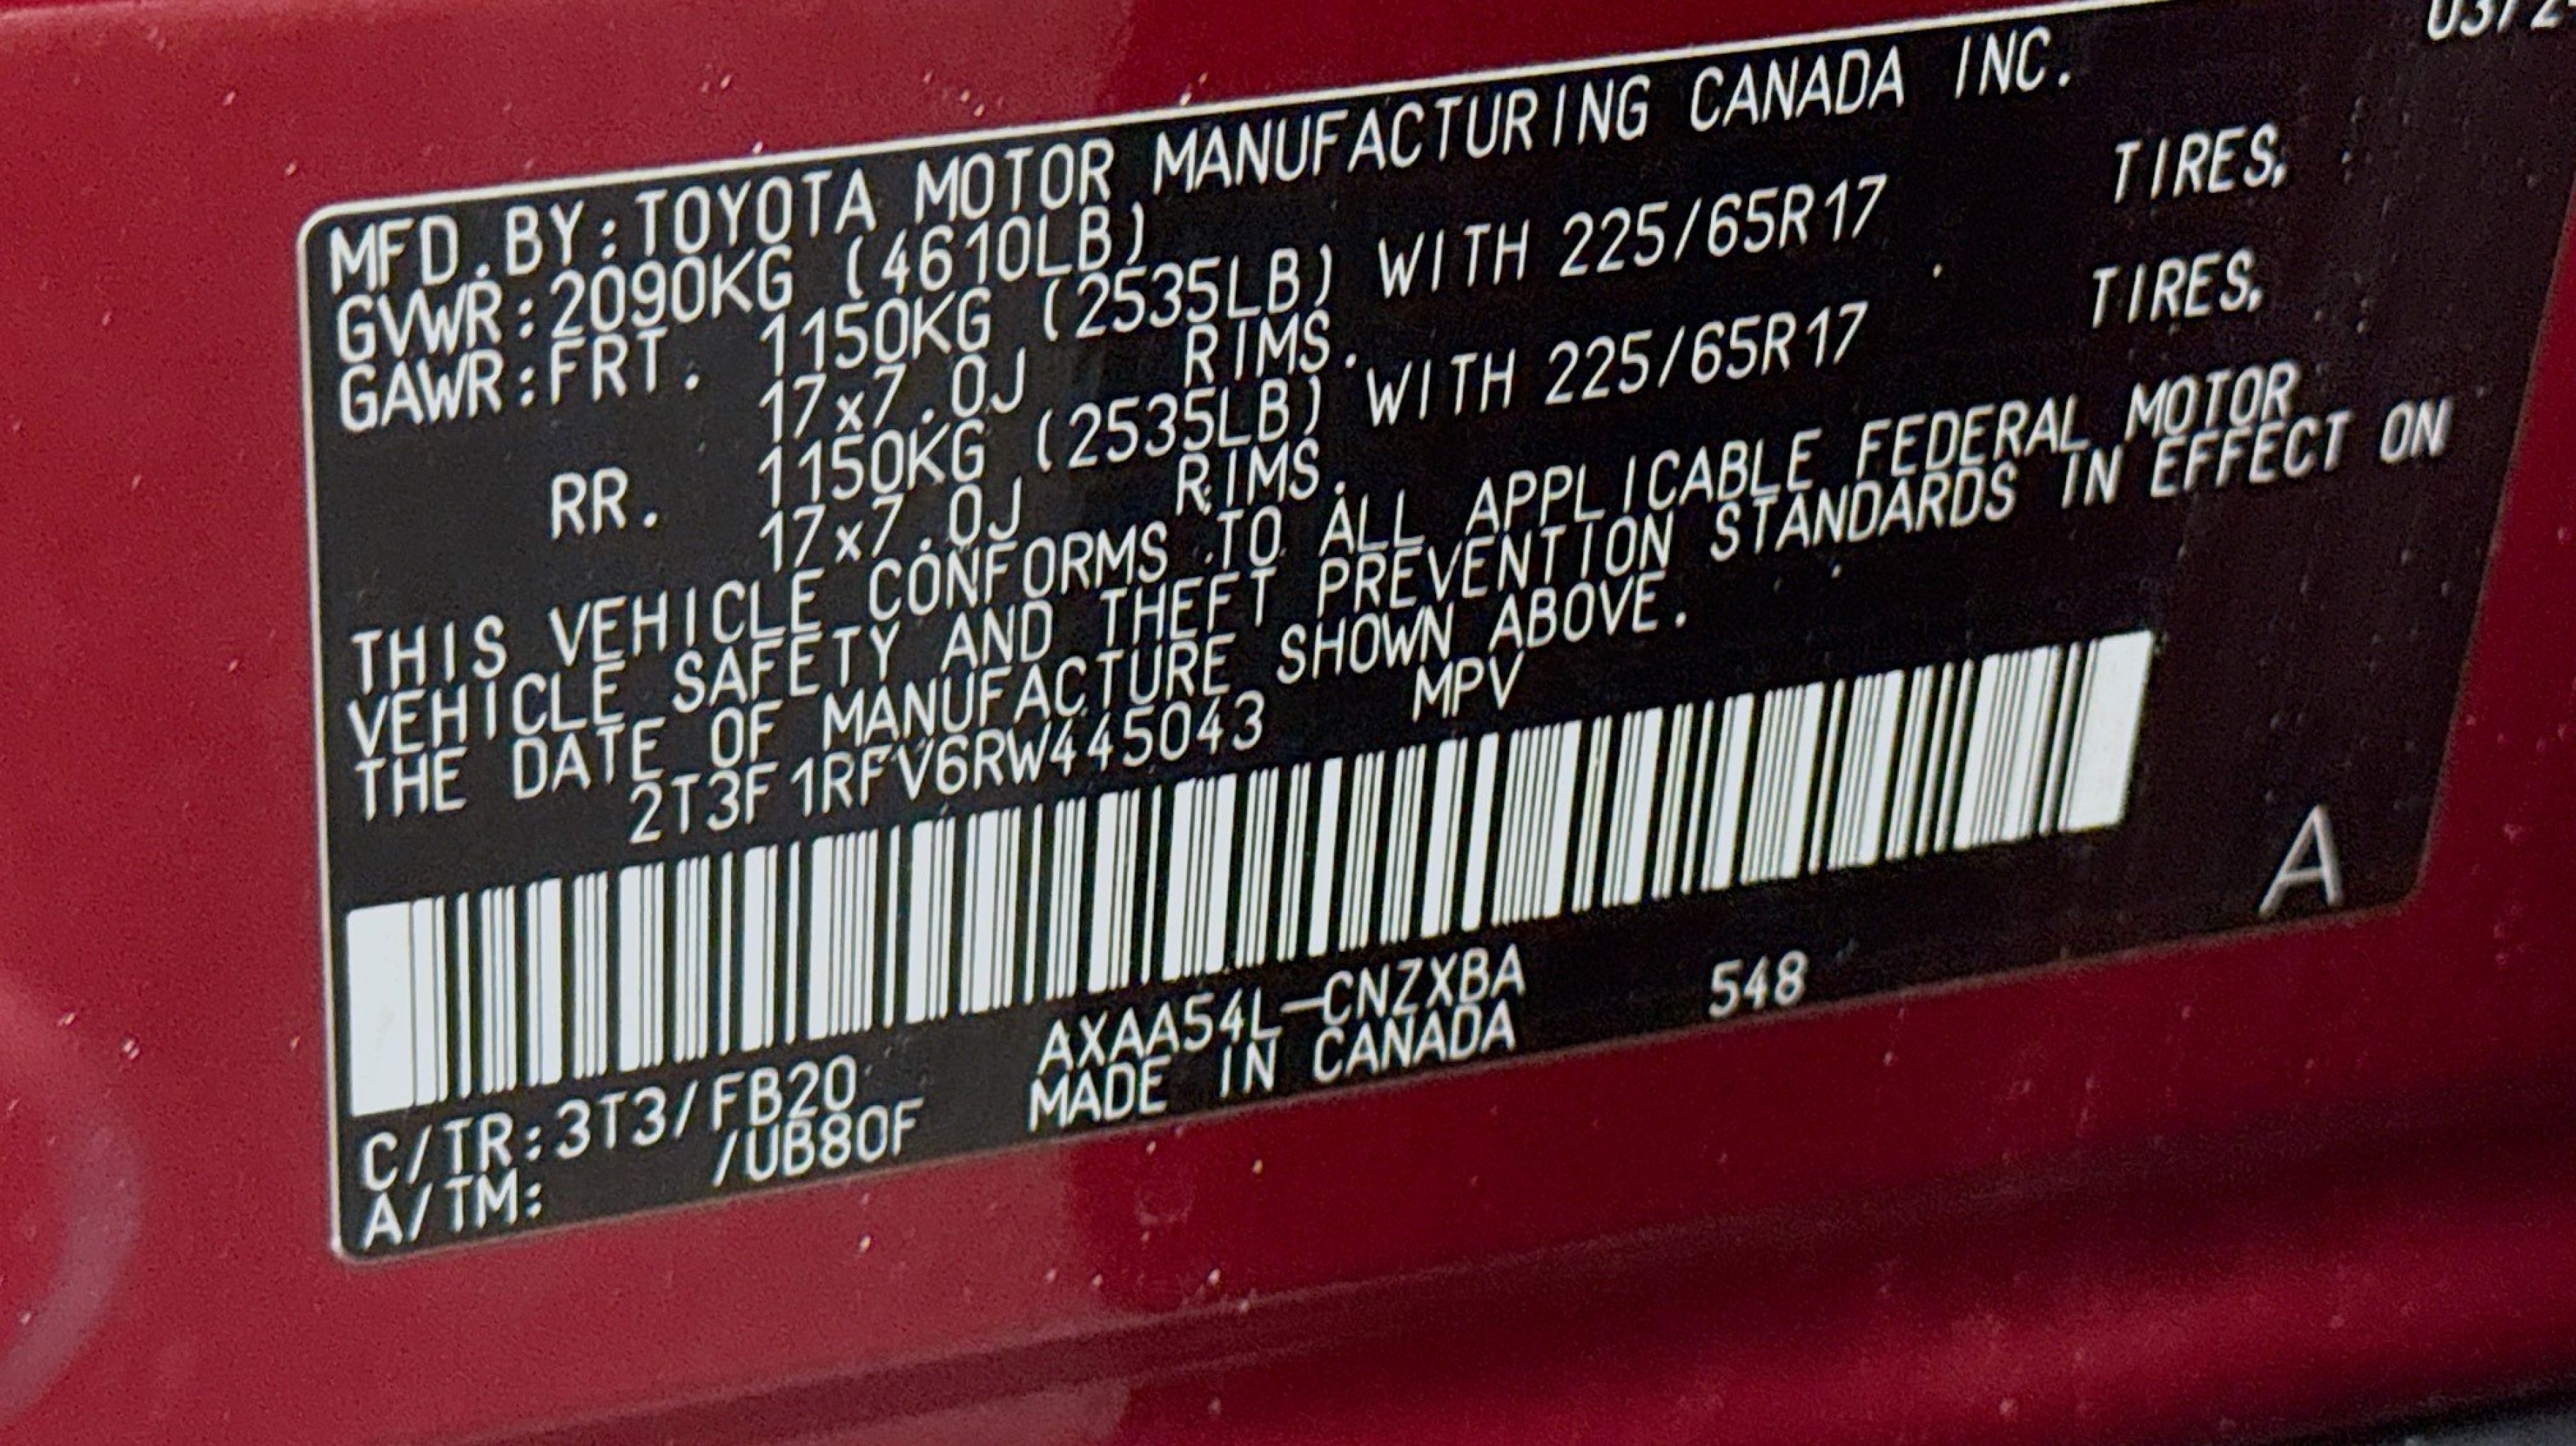 MFD.BY:TOYOTA MOTOR MANUFACTURING CANADA INC.
GVWR:2090KG (4610LB)
GAWR:FRT. 1150KG (2535LB) WITH 225/65R17 TIRES,
17x7.0J RIMS.
RR. 1150KG (2535LB) WITH 225/65R17 TIRES,
17x7.0J RIMS.
THIS VEHICLE CONFORMS TO ALL APPLICABLE FEDERAL MOTOR
VEHICLE SAFETY AND THEFT PREVENTION STANDARDS IN EFFECT ON
THE DATE OF MANUFACTURE SHOWN ABOVE.
2T3F1RFV6RW445043 MPV
A
C/TR:3T3/FB20 AXAA54L-CNZXBA 548
A/TM: /UB80F MADE IN CANADA